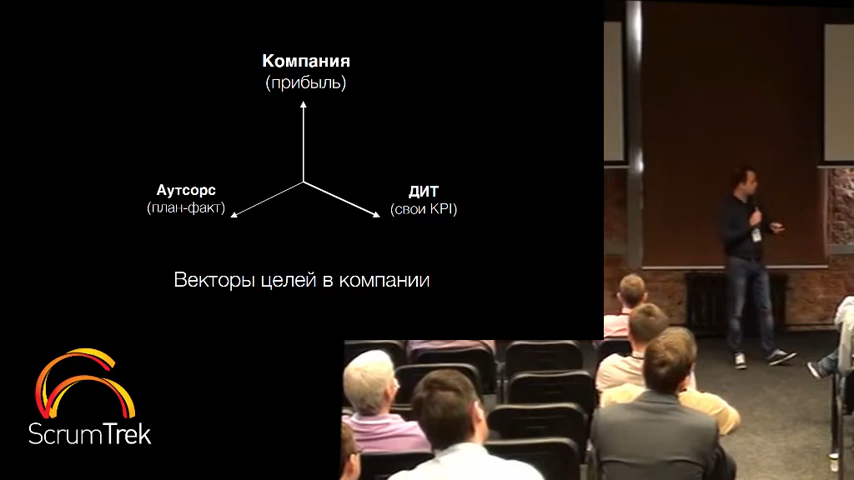 Компания
(прибыль)
Аутсорс
(план-факт)
ДИТ
(свои KPI)
Векторы целей в компании
ScrumTrek